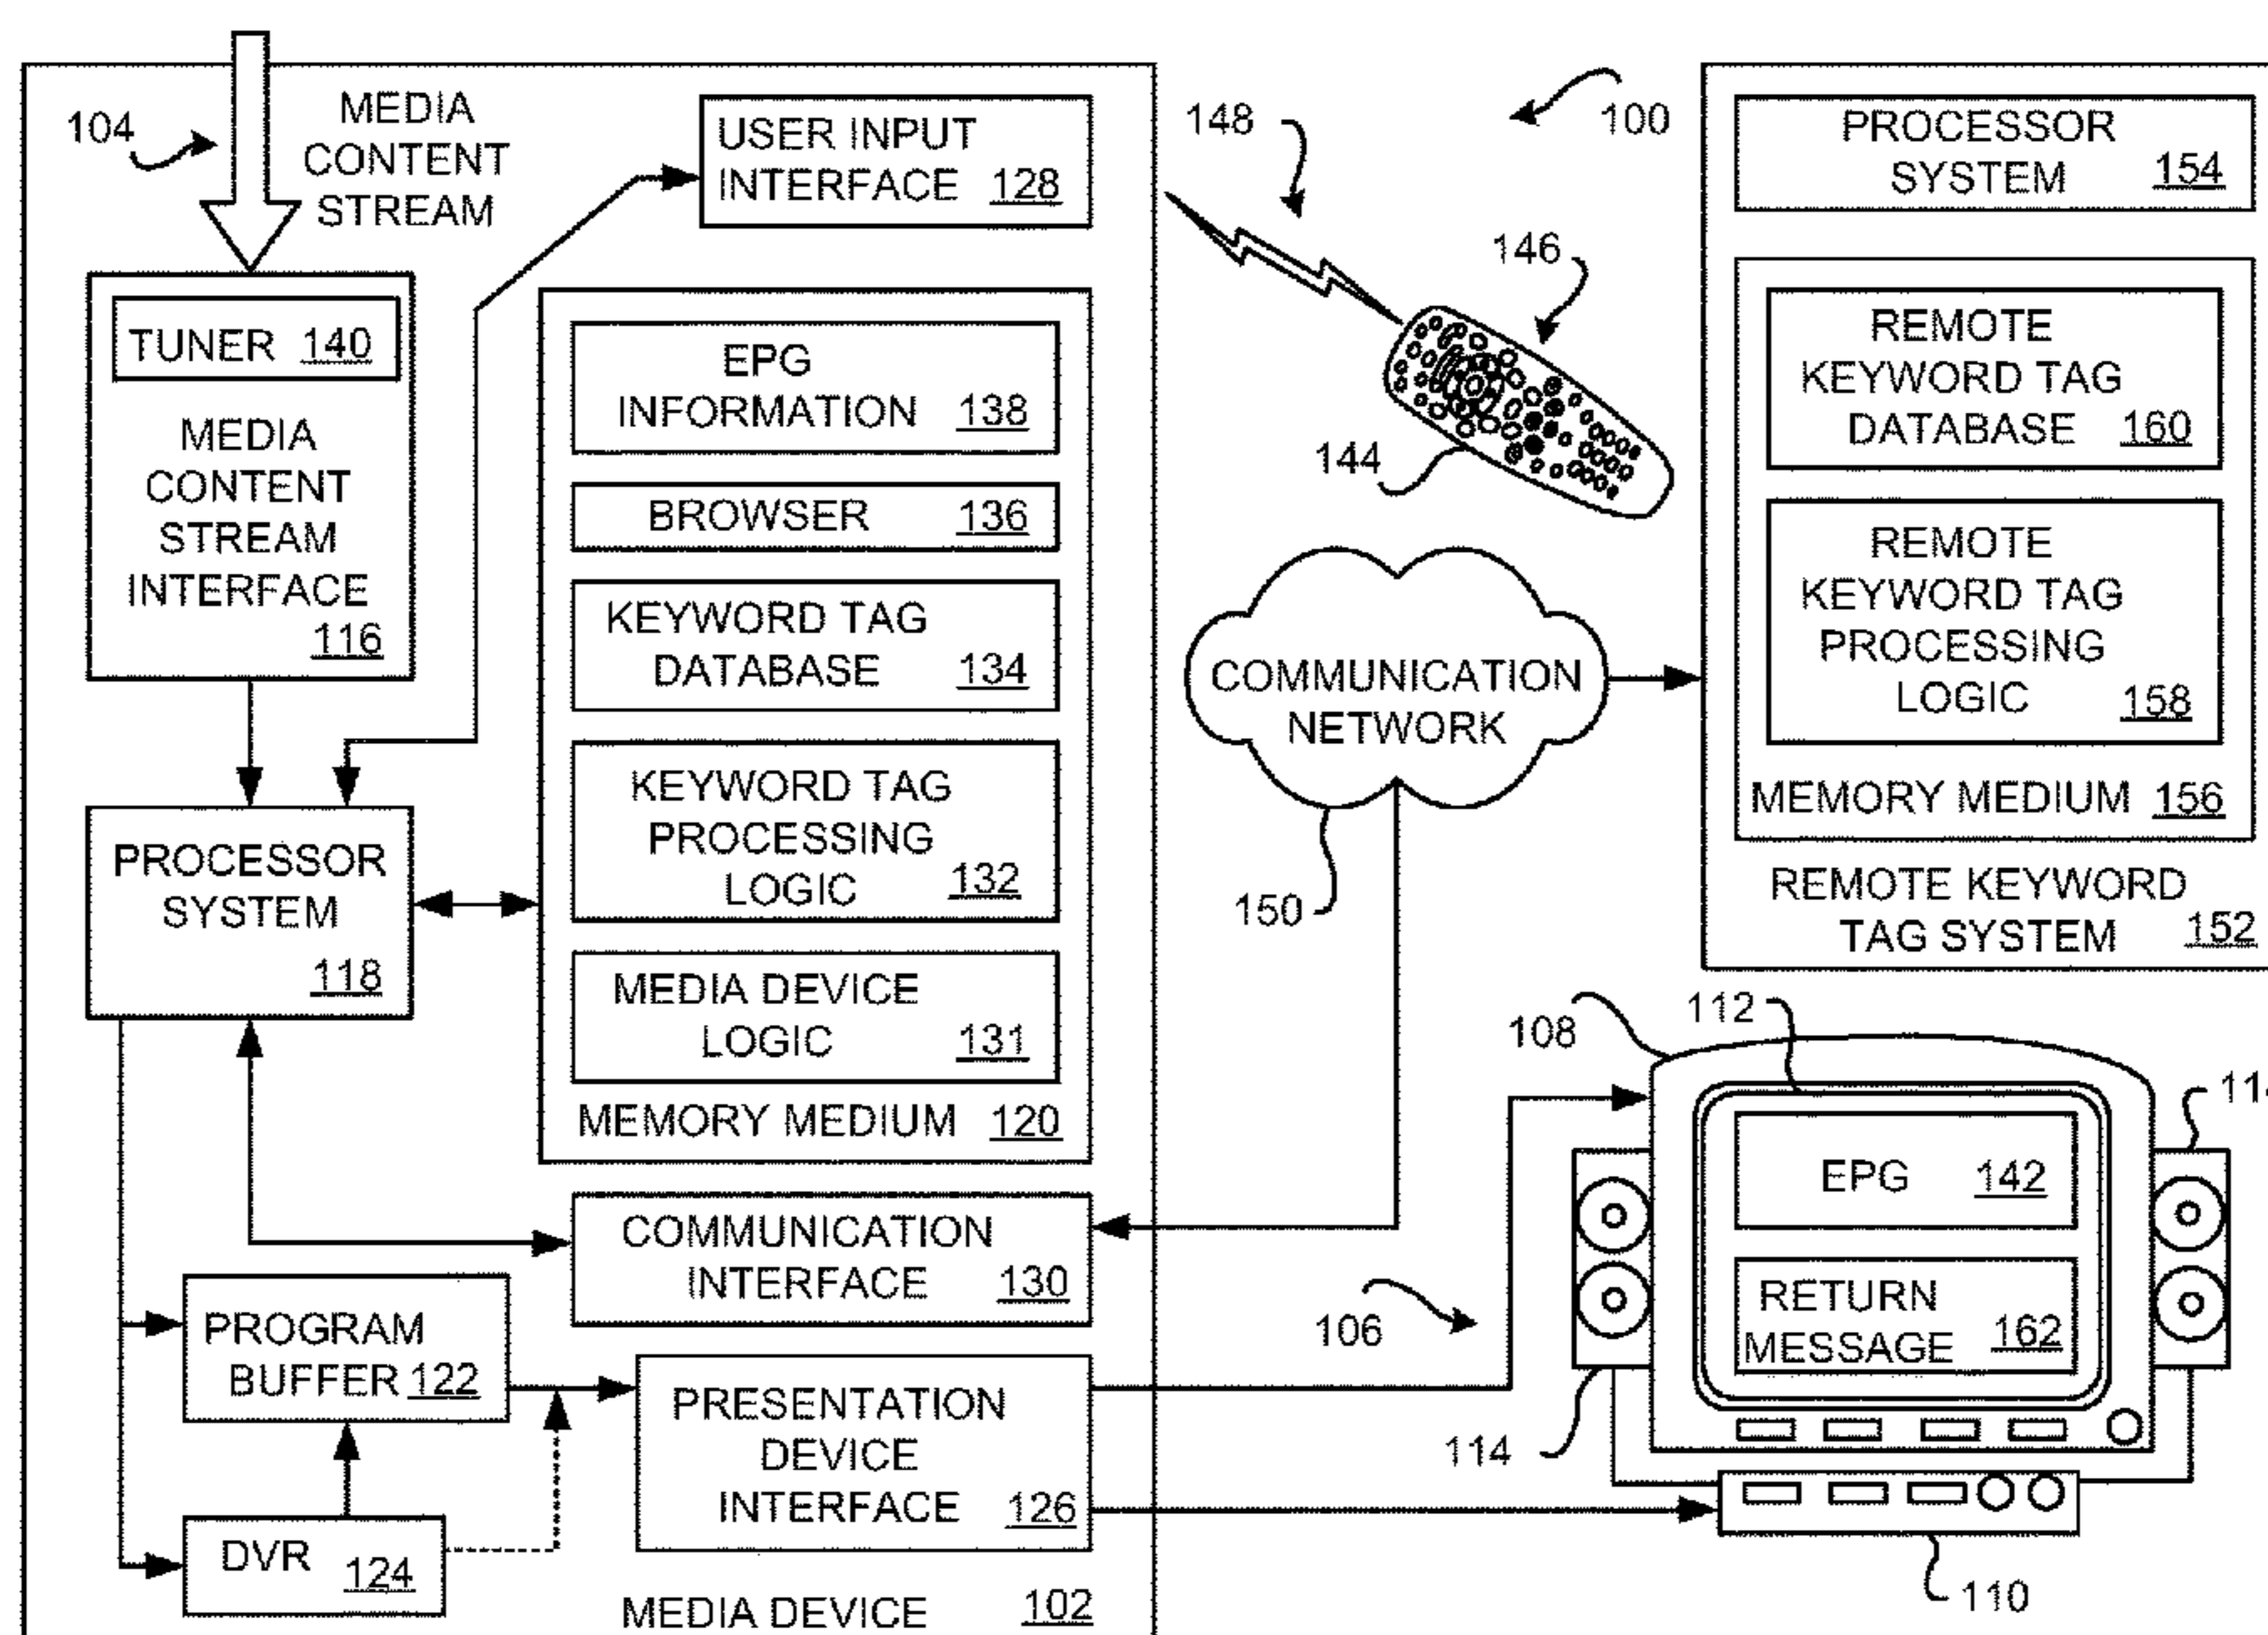 104
MEDIA
CONTENT
STREAM
USER INPUT
INTERFACE 128
148
100
146
144
PROCESSOR
SYSTEM 154
TUNER 140
MEDIA
CONTENT
STREAM
INTERFACE
116
EPG
INFORMATION 138
BROWSER 136
KEYWORD TAG
DATABASE 134
KEYWORD TAG
PROCESSING
LOGIC 132
MEDIA DEVICE
LOGIC 131
MEMORY MEDIUM 120
PROCESSOR
SYSTEM
118
COMMUNICATION
NETWORK
150
REMOTE
KEYWORD TAG
DATABASE 160
REMOTE
KEYWORD TAG
PROCESSING
LOGIC 158
MEMORY MEDIUM 156
REMOTE KEYWORD
TAG SYSTEM 152
COMMUNICATION
INTERFACE 130
PROGRAM
BUFFER 122
DVR 124
PRESENTATION
DEVICE
INTERFACE 126
MEDIA DEVICE 102
106
108
112
EPG 142
RETURN
MESSAGE 162
114
110